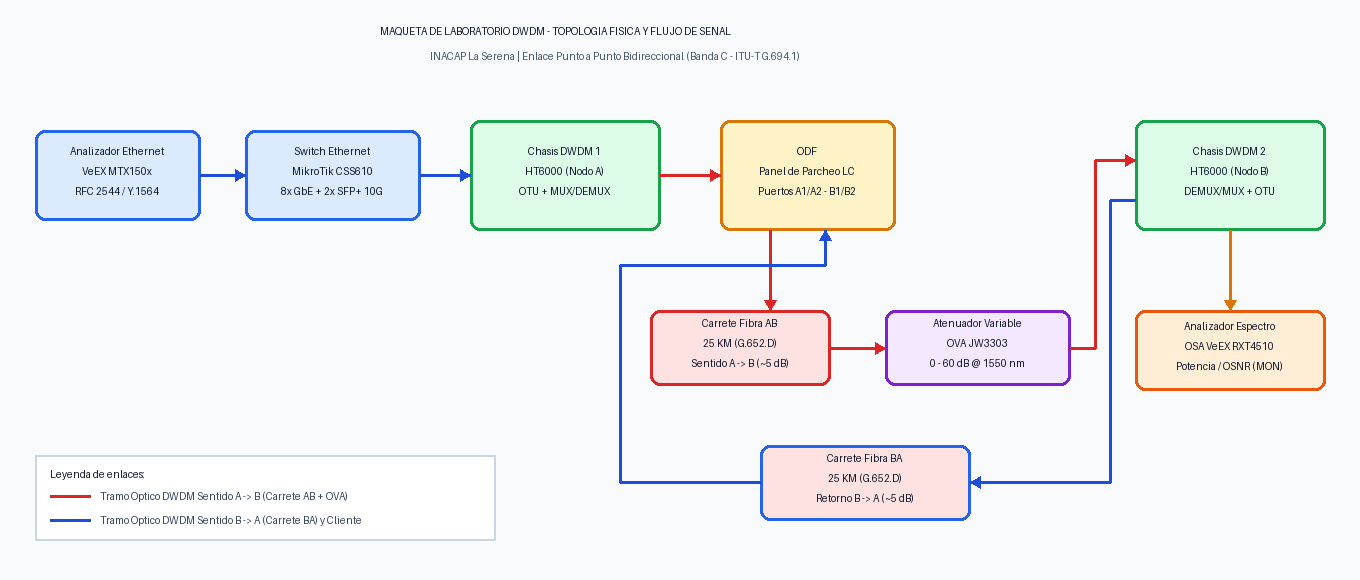 MAQUETA DE LABORATORIO DWDM - TOPOLOGIA FISICA Y FLUJO DE SENAL
INACAP La Serena | Enlace Punto a Punto Bidireccional (Banda C - ITU-T G.694.1)
Analizador Ethernet
VeEX MTX150x
RFC 2544 / Y.1564
Switch Ethernet
MikroTik CSS610
8x GbE + 2x SFP+ 10G
Chasis DWDM 1
HT6000 (Nodo A)
OTU + MUX/DEMUX
ODF
Panel de Parcheo LC
Puertos A1/A2 - B1/B2
Chasis DWDM 2
HT6000 (Nodo B)
DEMUX/MUX + OTU
Carrete Fibra AB
25 KM (G.652.D)
Sentido A -> B (~5 dB)
Atenuador Variable
OVA JW3303
0 - 60 dB @ 1550 nm
Analizador Espectro
OSA VeEX RXT4510
Potencia / OSNR (MON)
Carrete Fibra BA
25 KM (G.652.D)
Retorno B -> A (~5 dB)
Leyenda de enlaces:
Tramo Optico DWDM Sentido A -> B (Carrete AB + OVA)
Tramo Optico DWDM Sentido B -> A (Carrete BA) y Cliente